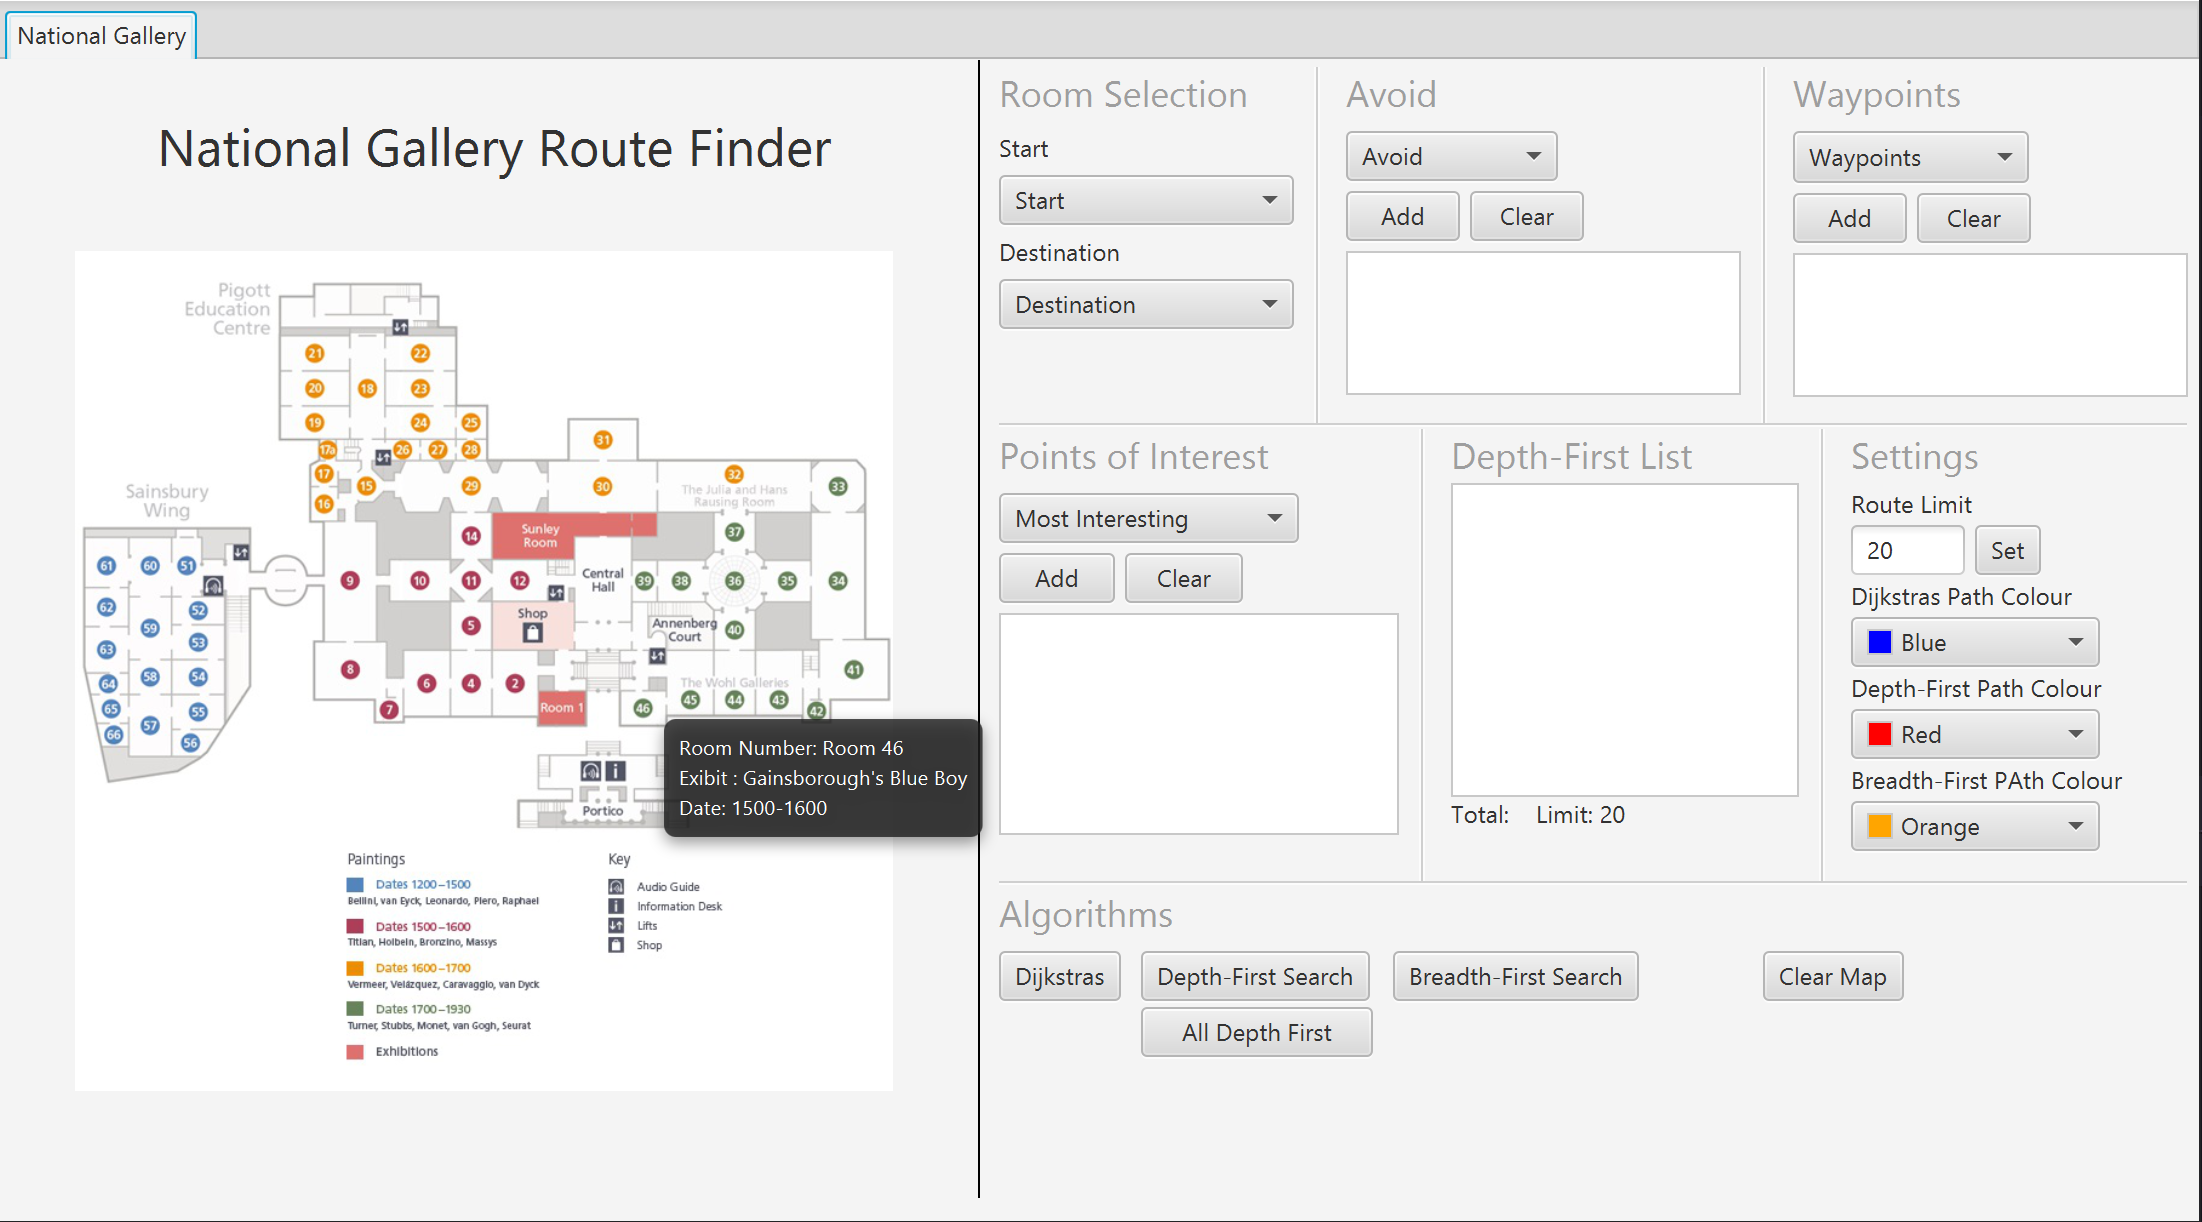 National Gallery
National Gallery Route Finder
Pigott
Education
Centre
21
22
20
18
23
19
24
25
17a
26
27
28
31
17
15
29
30
32
33
The Julia and Hans
Rausing Room
16
Sainsbury
Wing
14
Sunley
Room
37
61
60
51
9
10
11
12
Central
Hall
39
38
36
35
34
62
52
59
53
5
Shop
Annenberg
Court
40
63
64
58
54
8
6
4
2
The Wohl Galleries
41
65
55
7
Room 1
46
45
44
43
42
66
57
56
Room Number: Room 46
Exibit : Gainsborough's Blue Boy
Date: 1500-1600
Portico
Paintings
Dates 1200–1500
Bellini, van Eyck, Leonardo, Piero, Raphael
Dates 1500–1600
Titian, Holbein, Bronzino, Massys
Dates 1600–1700
Vermeer, Velázquez, Caravaggio, van Dyck
Dates 1700–1930
Turner, Stubbs, Monet, van Gogh, Seurat
Exhibitions
Key
Audio Guide
Information Desk
Lifts
Shop
Room Selection
Start
Start
Destination
Destination
Avoid
Avoid
Add
Clear
Waypoints
Waypoints
Add
Clear
Points of Interest
Most Interesting
Add
Clear
Depth-First List
Total:
Limit: 20
Settings
Route Limit
20
Set
Dijkstras Path Colour
Blue
Depth-First Path Colour
Red
Breadth-First PAth Colour
Orange
Algorithms
Dijkstras
Depth-First Search
Breadth-First Search
Clear Map
All Depth First